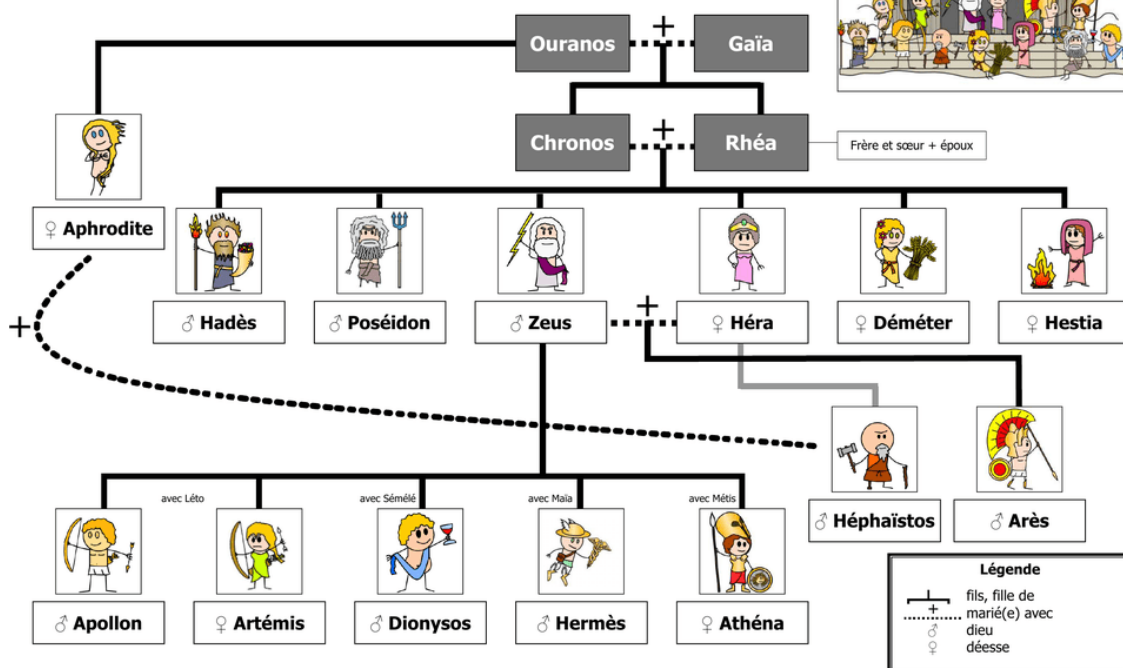 Ouranos
+
Gaïa
Chronos
+
Rhéa
Frère et sœur + époux
♀ Aphrodite
♂ Hadès
♂ Poséidon
♂ Zeus
+
♀ Héra
♀ Déméter
♀ Hestia
+
♂ Héphaïstos
♂ Arès
avec Léto
avec Sémélé
avec Maïa
avec Métis
♂ Apollon
♀ Artémis
♂ Dionysos
♂ Hermès
♀ Athéna
Légende
fils, fille de
+ marié(e) avec
♂ dieu
♀ déesse